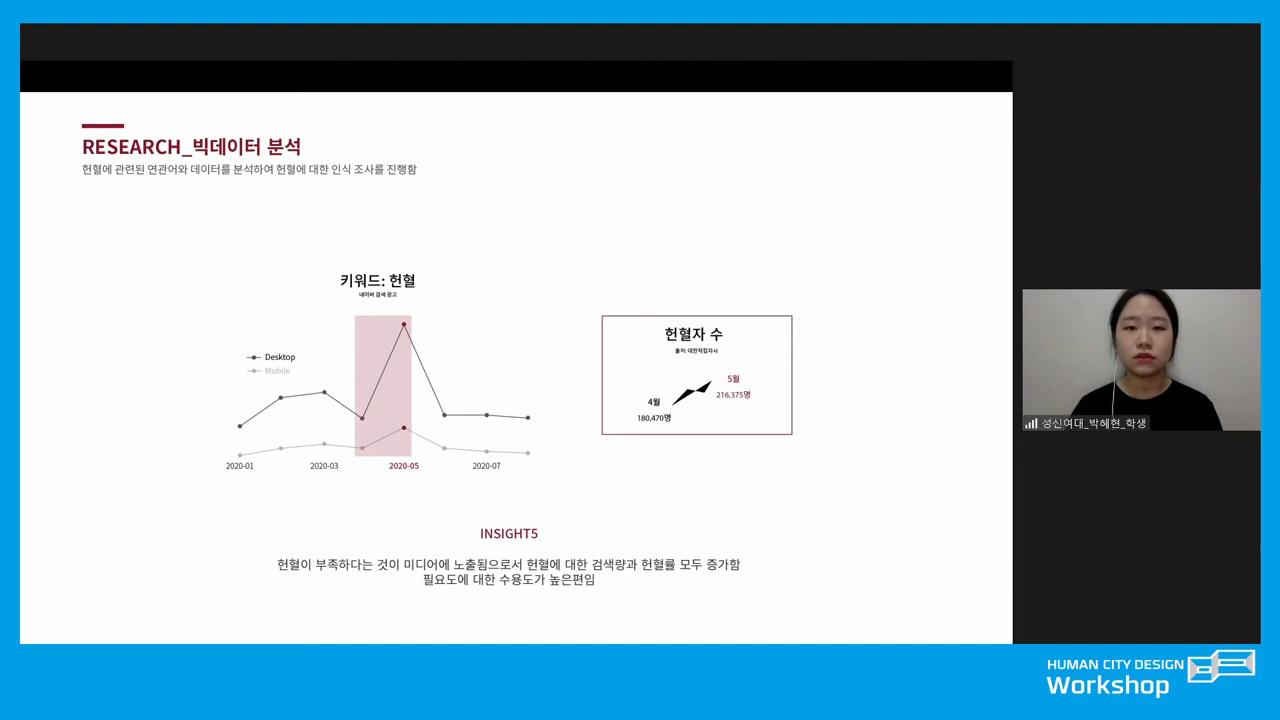 RESEARCH_빅데이터 분석
헌혈에 관련된 연관어와 데이터를 분석하여 헌혈에 대한 인식 조사를 진행함
키워드: 헌혈
네이버 검색 광고
Desktop
Mobile
2020-01
2020-03
2020-05
2020-07
헌혈자 수
출처: 대한적십자사
5월
216,375명
4월
180,470명
INSIGHT5
헌혈이 부족하다는 것이 미디어에 노출됨으로서 헌혈에 대한 검색량과 헌혈률 모두 증가함
필요도에 대한 수용도가 높은편임
성신여대_박혜현_학생
HUMAN CITY DESIGN
Workshop